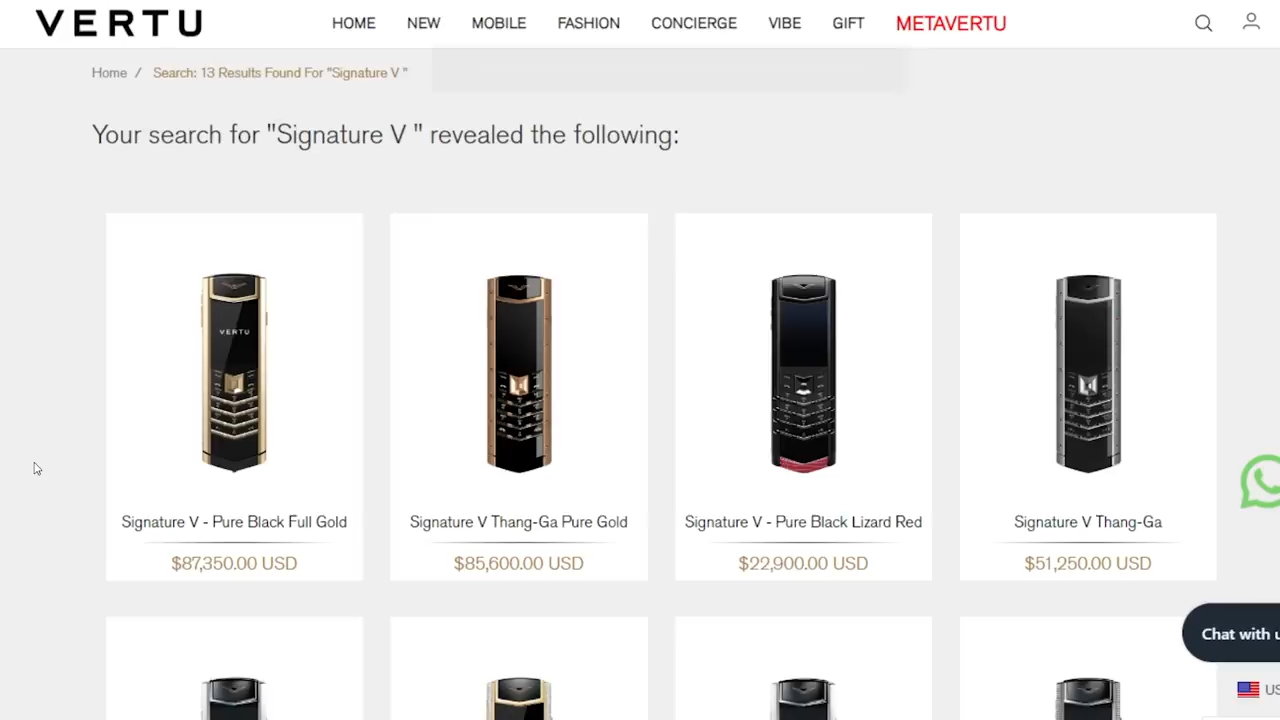 VERTU
HOME NEW MOBILE FASHION CONCIERGE VIBE GIFT METAVERTU
Home / Search: 13 Results Found For "Signature V "
Your search for "Signature V " revealed the following:
VERTU
Signature V - Pure Black Full Gold
$87,350.00 USD
Signature V Thang-Ga Pure Gold
$85,600.00 USD
Signature V - Pure Black Lizard Red
$22,900.00 USD
Signature V Thang-Ga
$51,250.00 USD
Chat with u
US